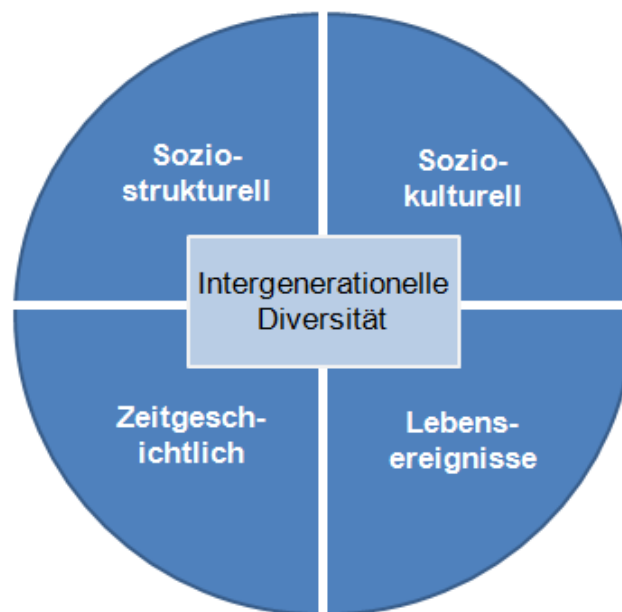 Sozio-
strukturell
Sozio-
kulturell
Intergenerationelle
Diversität
Zeitgesch-
ichtlich
Lebens-
ereignisse